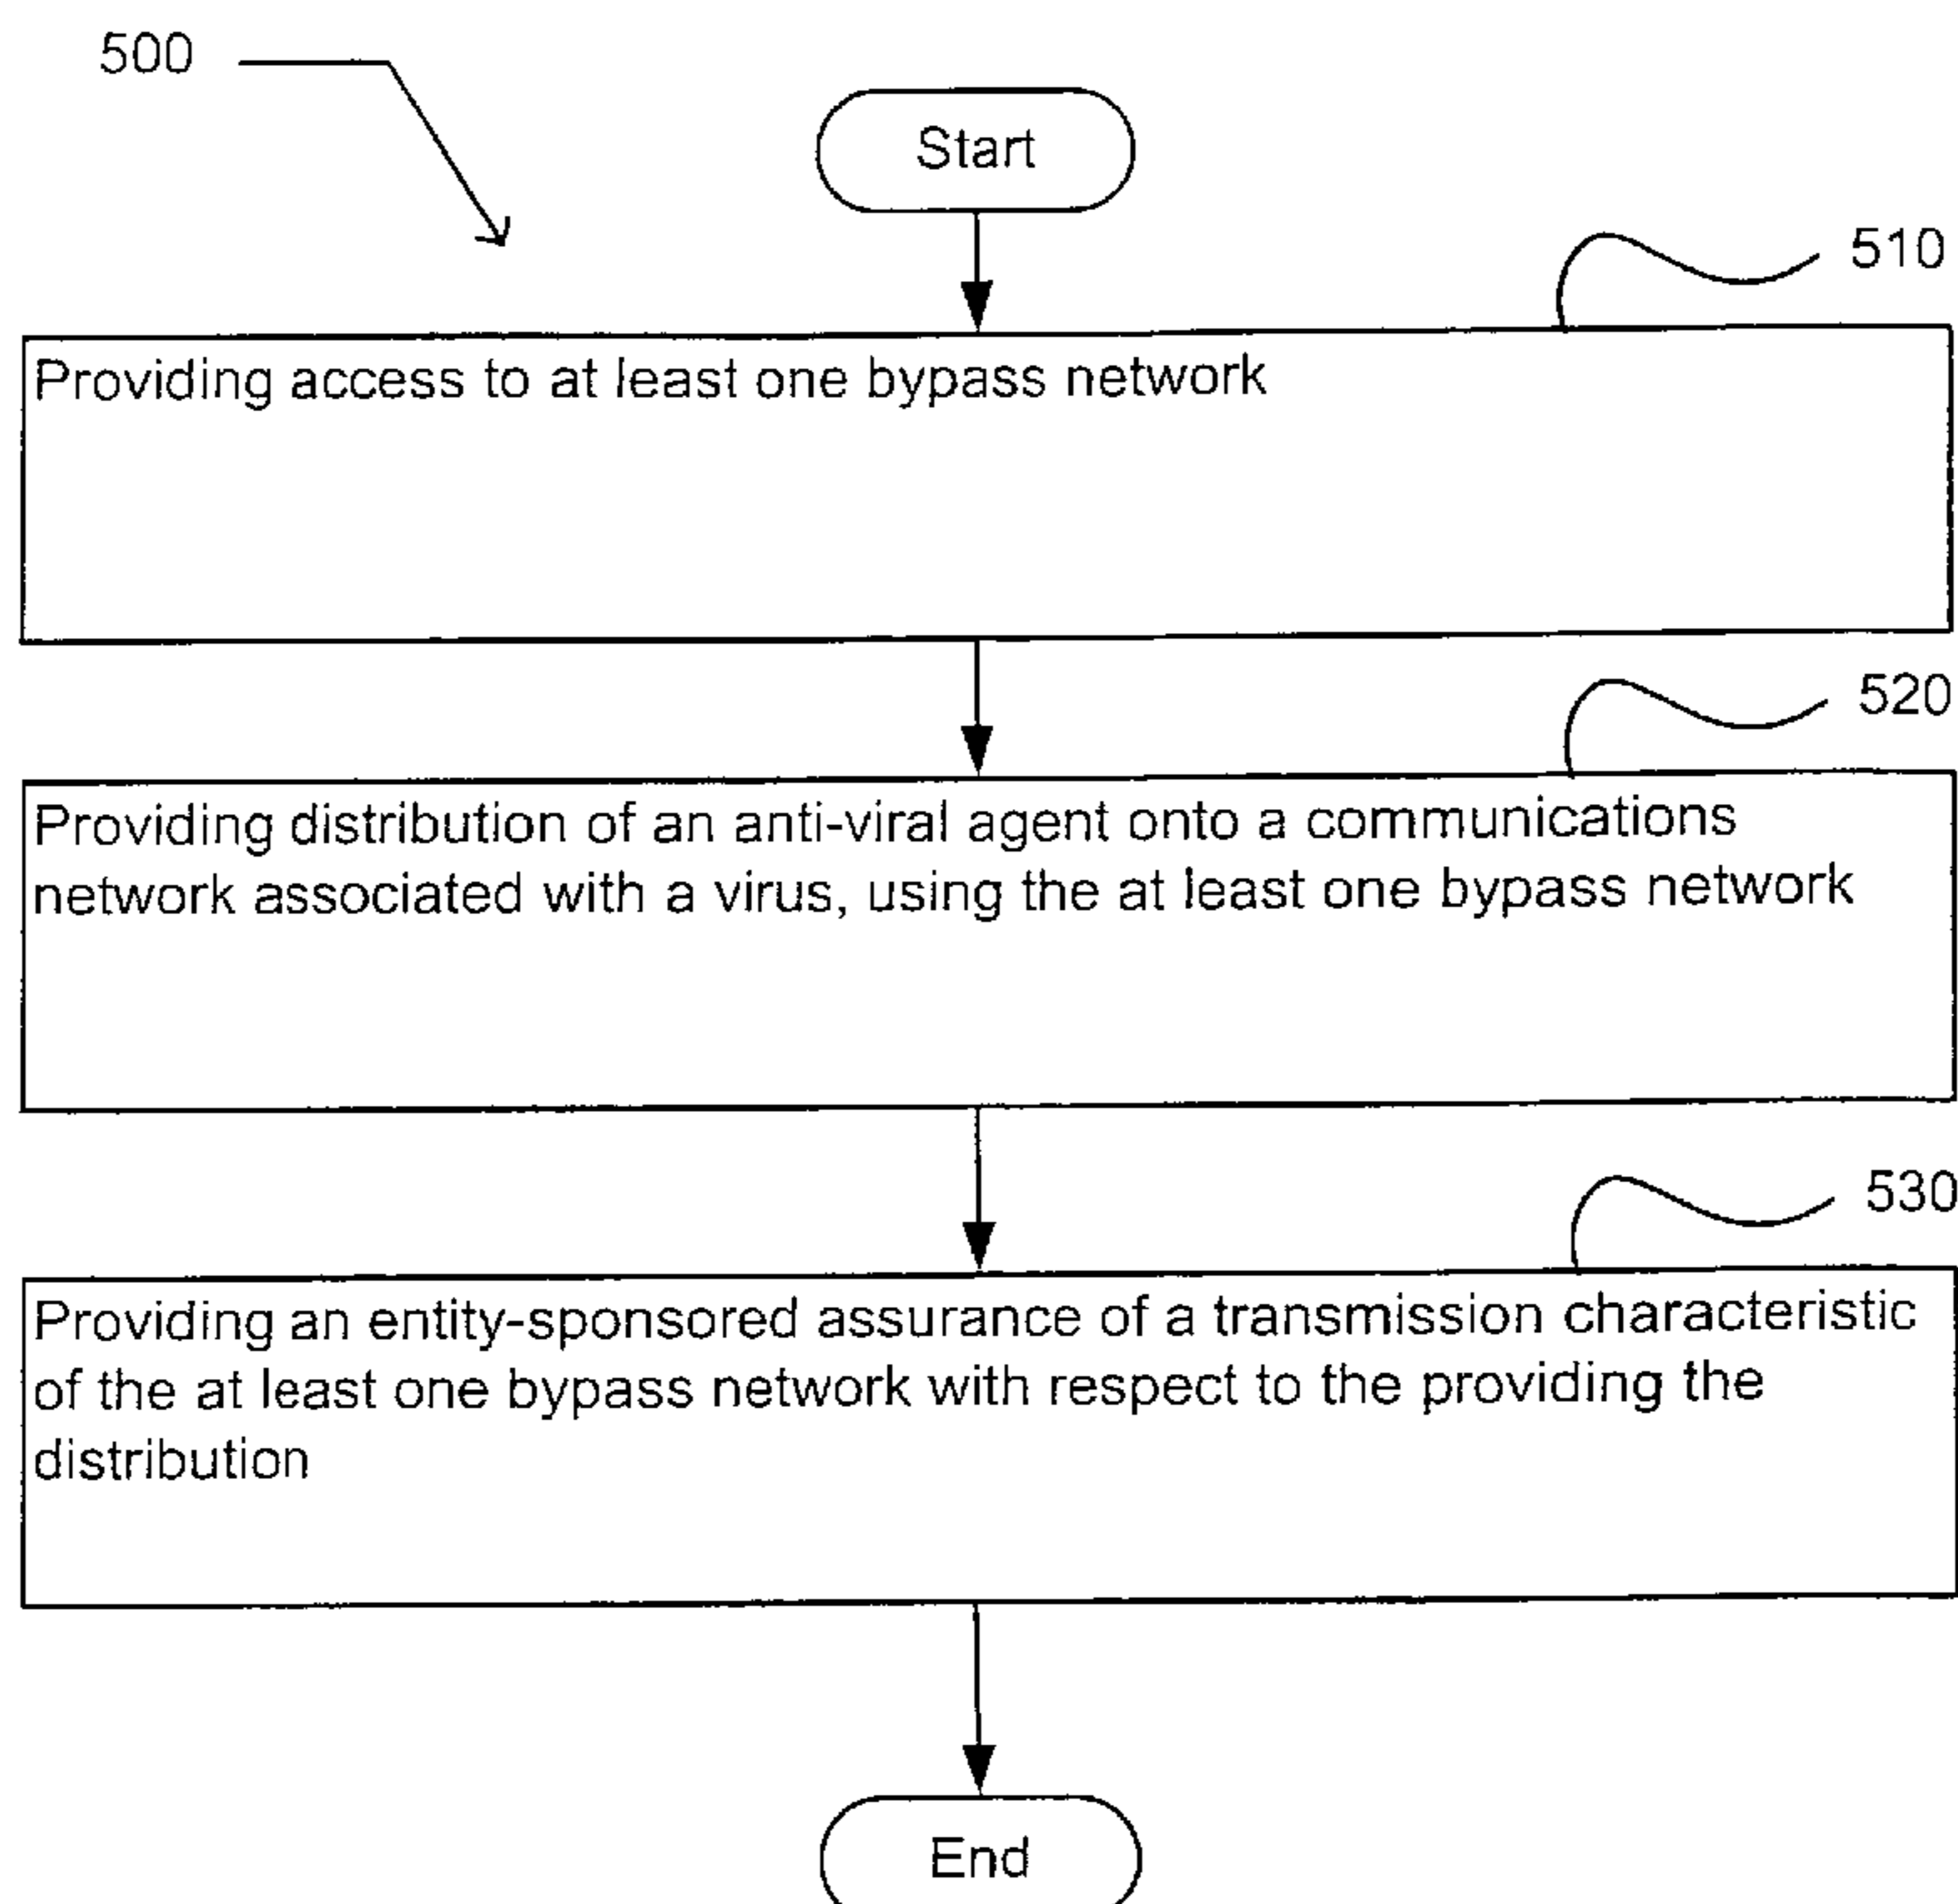 500
Start
510
Providing access to at least one bypass network
520
Providing distribution of an anti-viral agent onto a communications
network associated with a virus, using the at least one bypass network
530
Providing an entity-sponsored assurance of a transmission characteristic
of the at least one bypass network with respect to the providing the
distribution
End